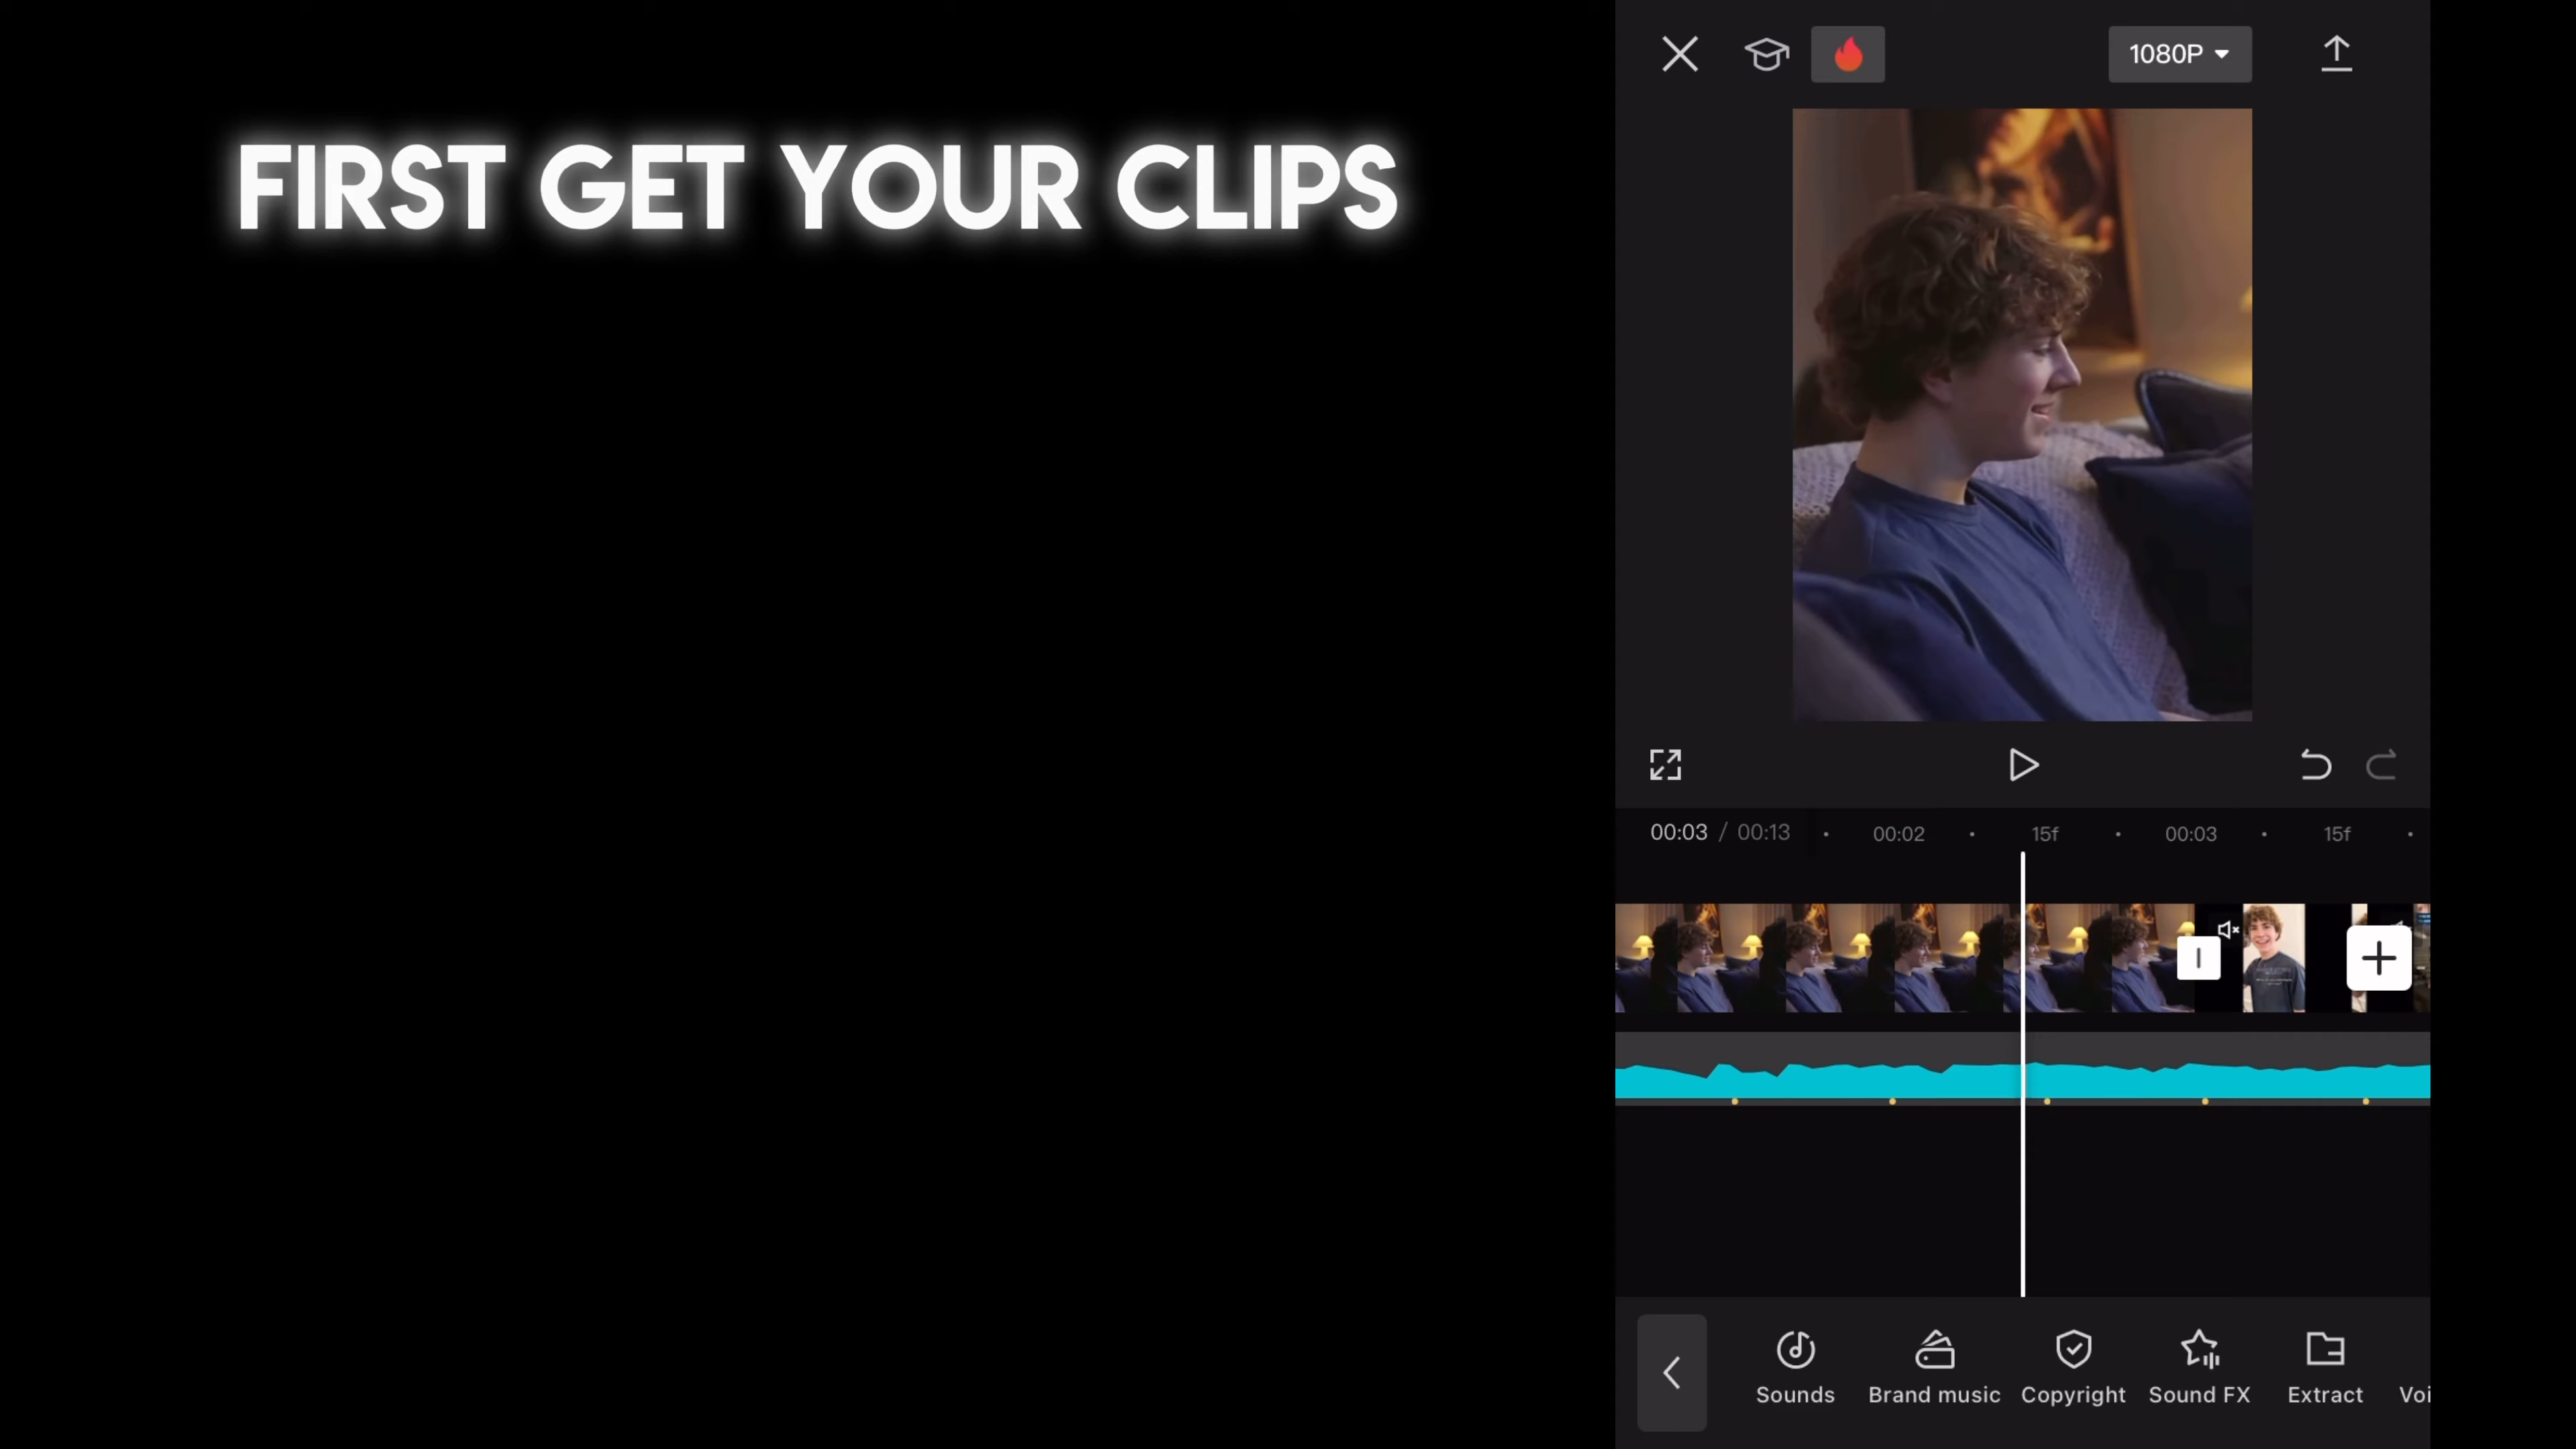 FIRST GET YOUR CLIPS
1080P
00:03 / 00:13
00:02
15f
00:03
15f
Sounds
Brand music
Copyright
Sound FX
Extract
Voi